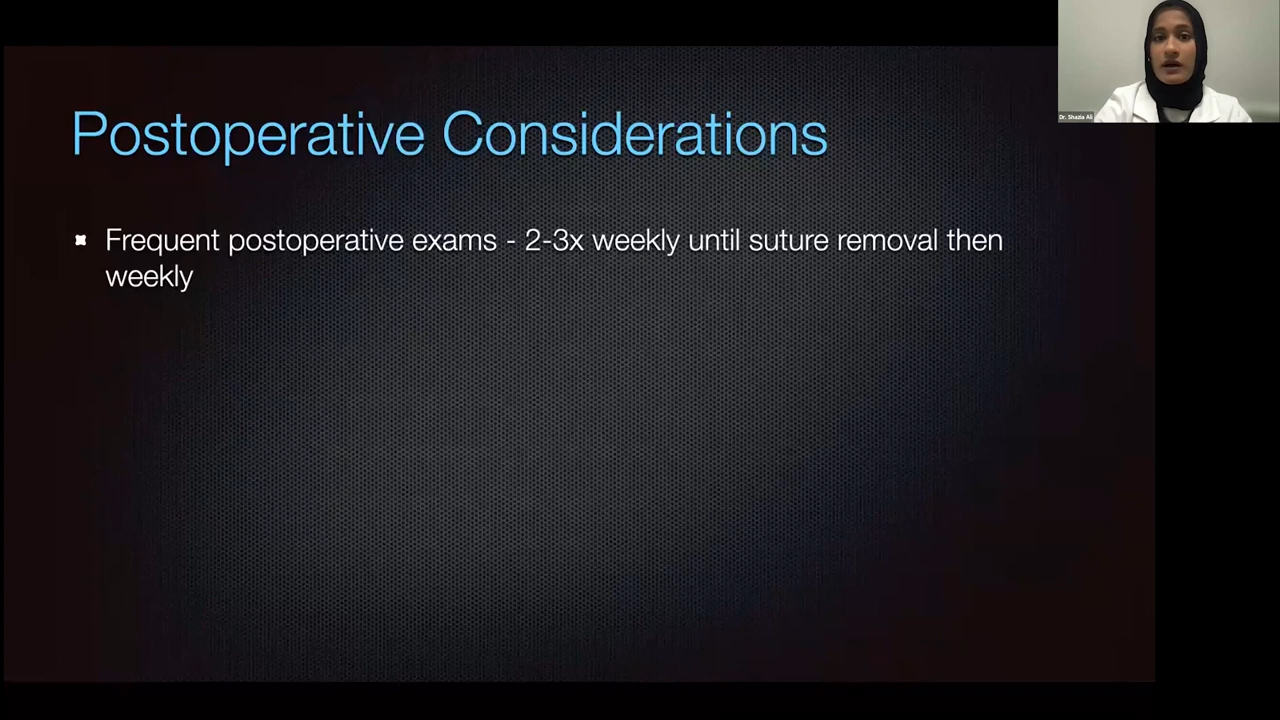 Postoperative Considerations
Frequent postoperative exams - 2-3x weekly until suture removal then
weekly
Dr. Shazia Ali